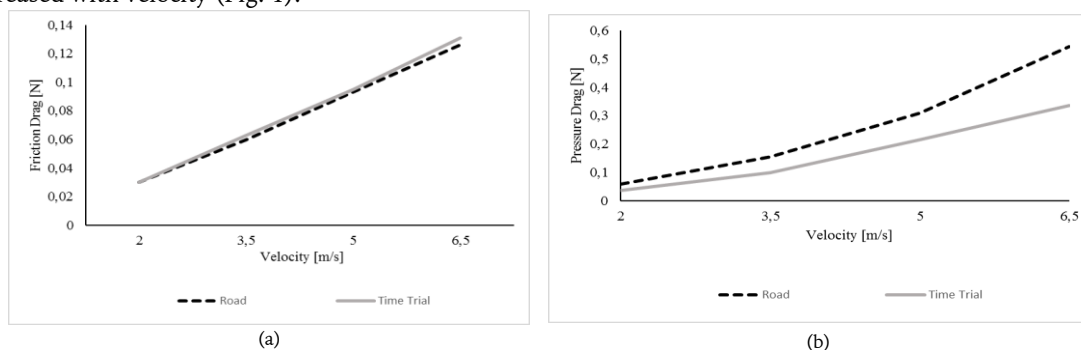 reased with velocity (Fig. 1).
0,14
0,12
0,1
0,08
0,06
0,04
0,02
0
Friction Drag [N]
2 3,5 5 6,5
Velocity [m/s]
Road Time Trial
(a)
0,6
0,5
0,4
0,3
0,2
0,1
0
Pressure Drag [N]
2 3,5 5 6,5
Velocity [m/s]
Road Time Trial
(b)